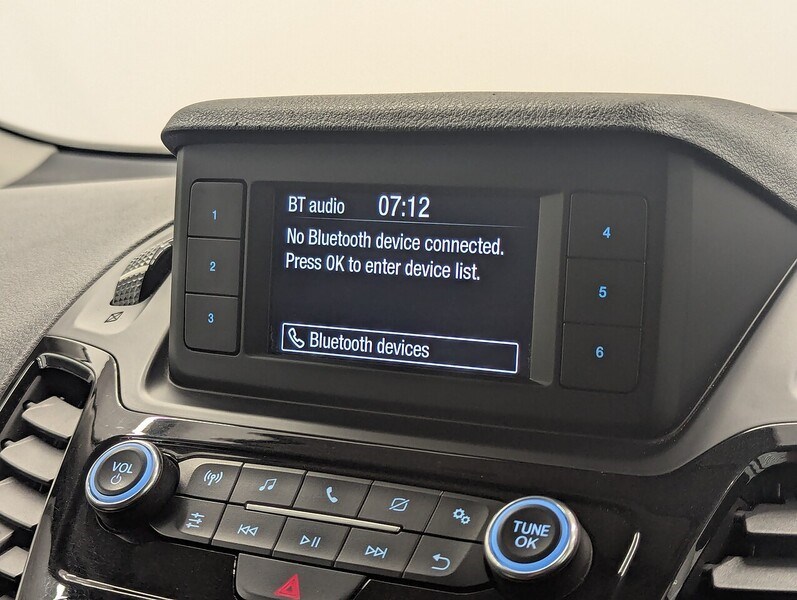 BT audio 07:12
No Bluetooth device connected.
Press OK to enter device list.
Bluetooth devices
1
2
3
4
5
6
VOL
TUNE
OK